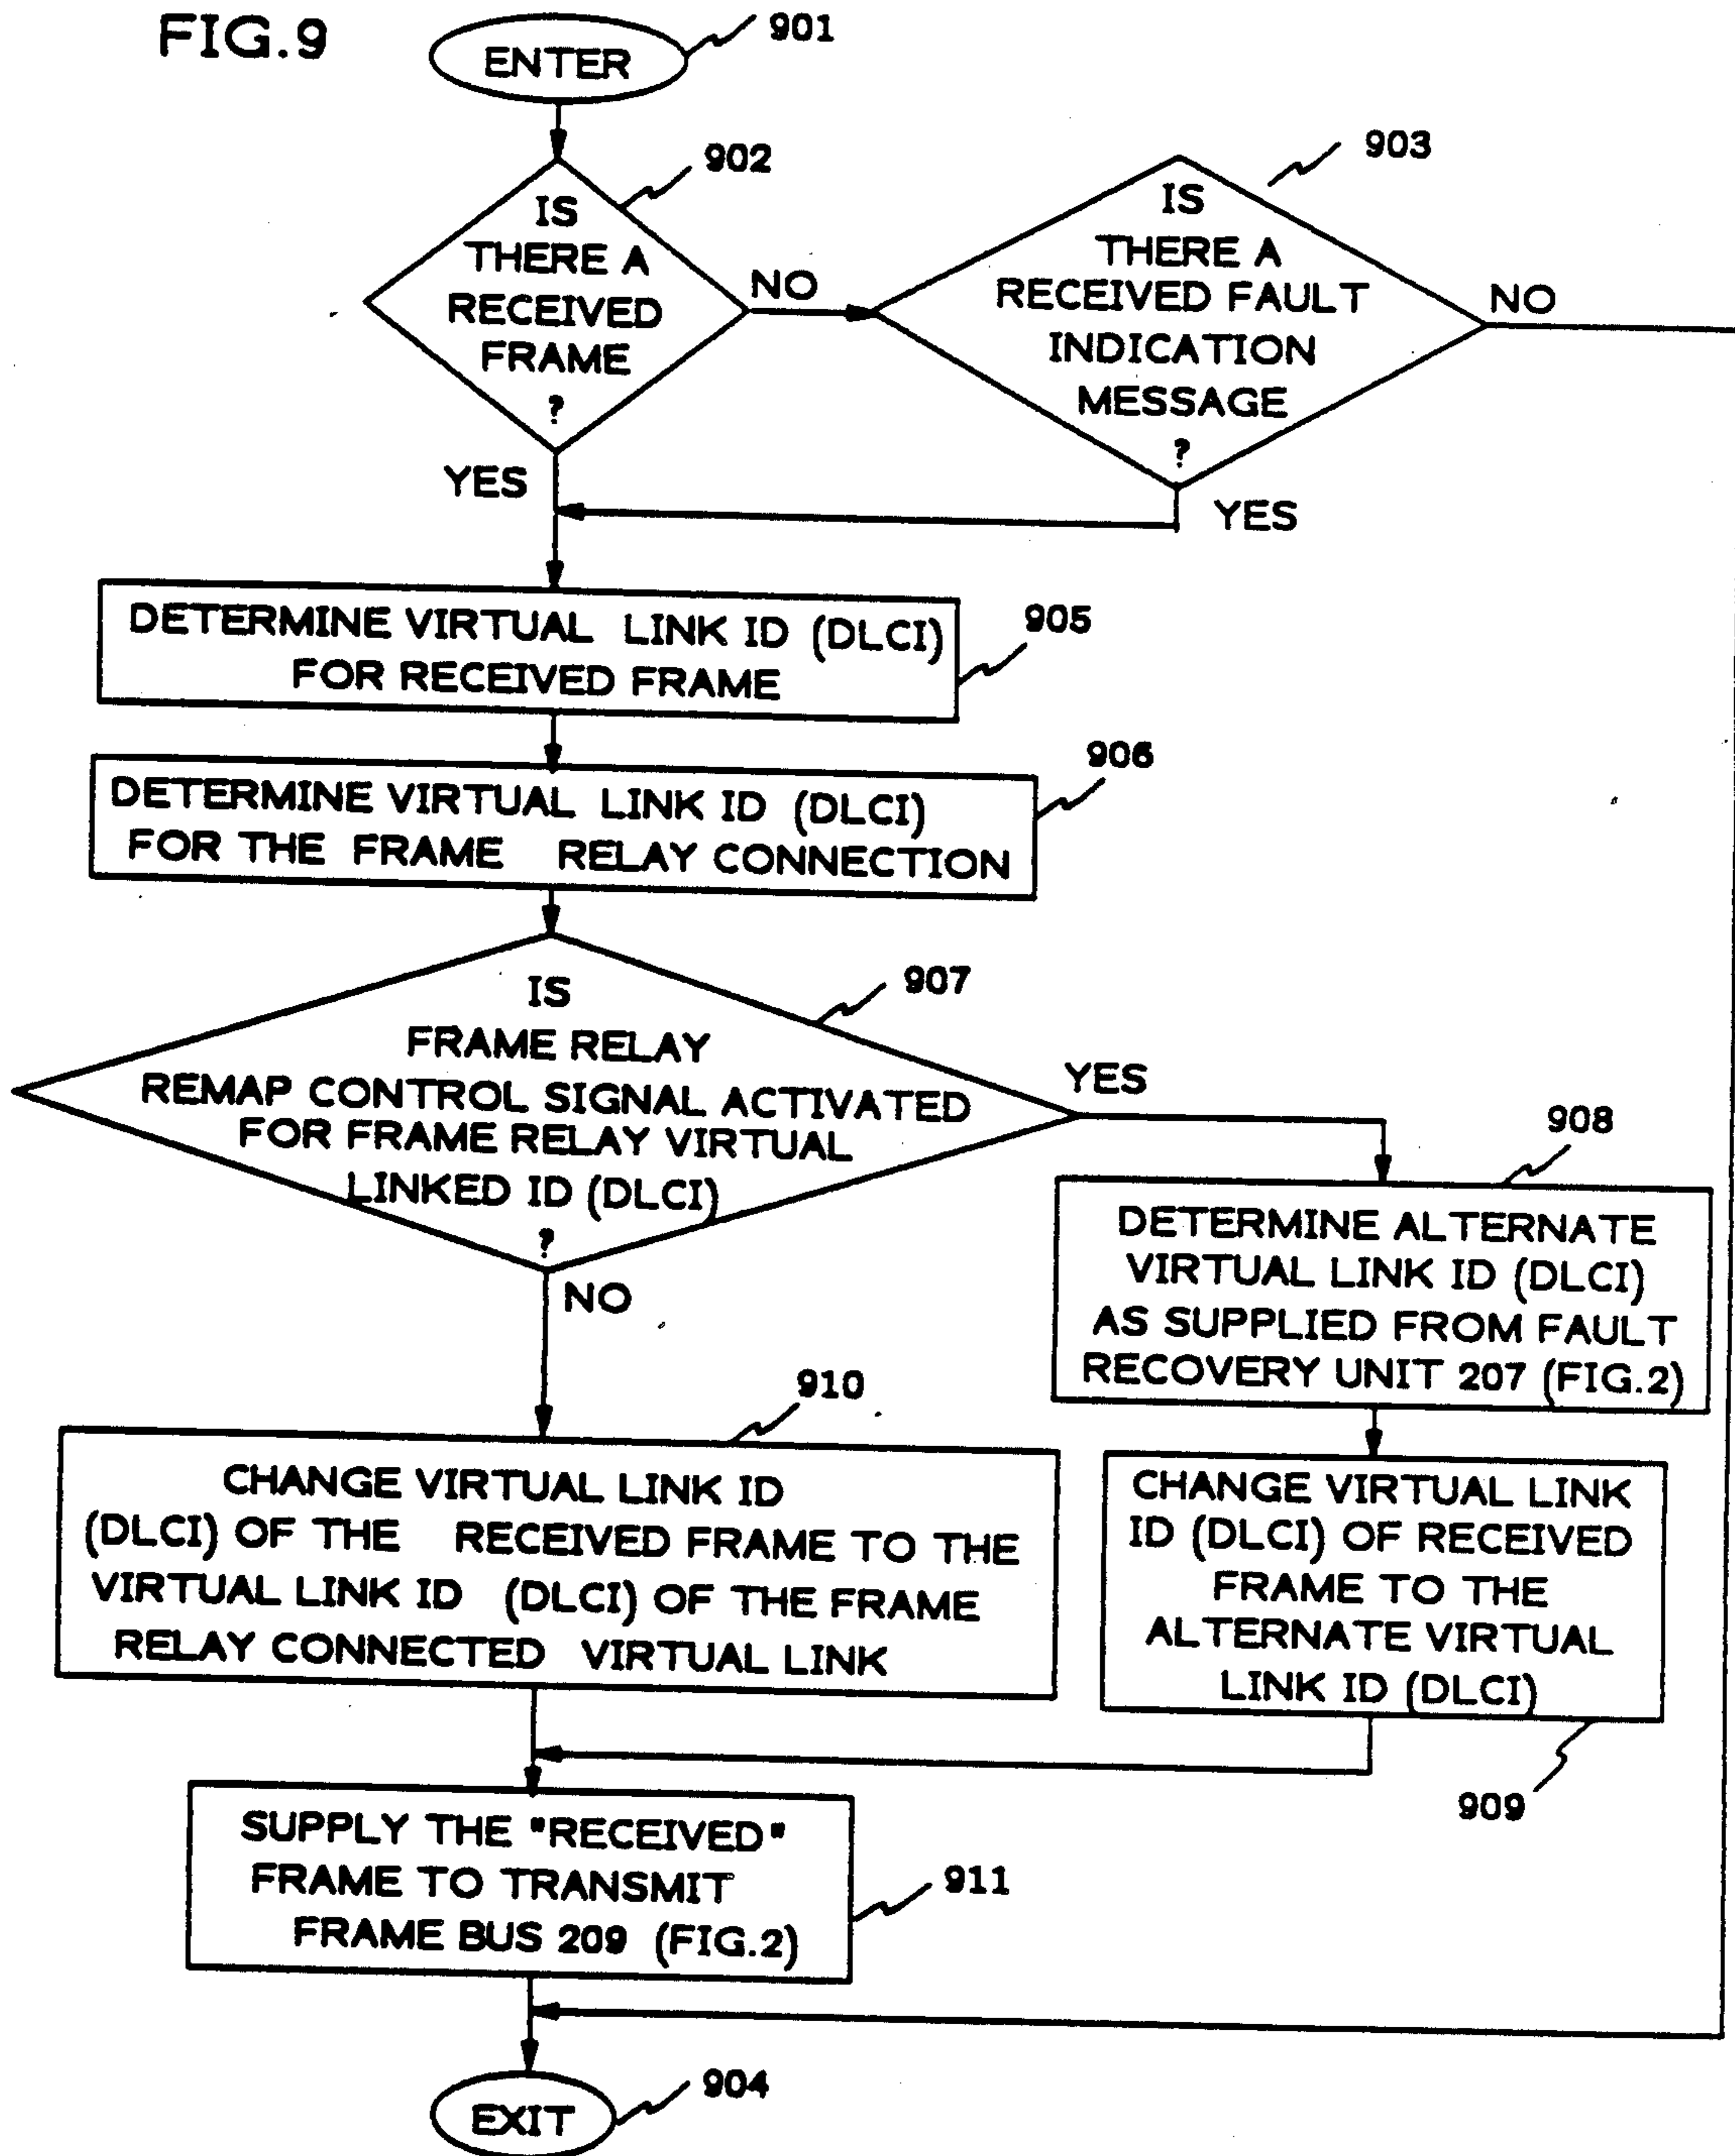 FIG.9
901
ENTER
902
IS
THERE A
RECEIVED
FRAME
?
NO
903
IS
THERE A
RECEIVED FAULT
INDICATION
MESSAGE
?
NO
YES
YES
DETERMINE VIRTUAL LINK ID (DLCI)
FOR RECEIVED FRAME
905
DETERMINE VIRTUAL LINK ID (DLCI)
FOR THE FRAME RELAY CONNECTION
906
IS
FRAME RELAY
REMAP CONTROL SIGNAL ACTIVATED
FOR FRAME RELAY VIRTUAL
LINKED ID (DLCI)
?
907
YES
NO
908
DETERMINE ALTERNATE
VIRTUAL LINK ID (DLCI)
AS SUPPLIED FROM FAULT
RECOVERY UNIT 207 (FIG.2)
910
CHANGE VIRTUAL LINK ID
(DLCI) OF THE RECEIVED FRAME TO THE
VIRTUAL LINK ID (DLCI) OF THE FRAME
RELAY CONNECTED VIRTUAL LINK
CHANGE VIRTUAL LINK
ID (DLCI) OF RECEIVED
FRAME TO THE
ALTERNATE VIRTUAL
LINK ID (DLCI)
909
SUPPLY THE "RECEIVED"
FRAME TO TRANSMIT
FRAME BUS 209 (FIG.2)
911
904
EXIT